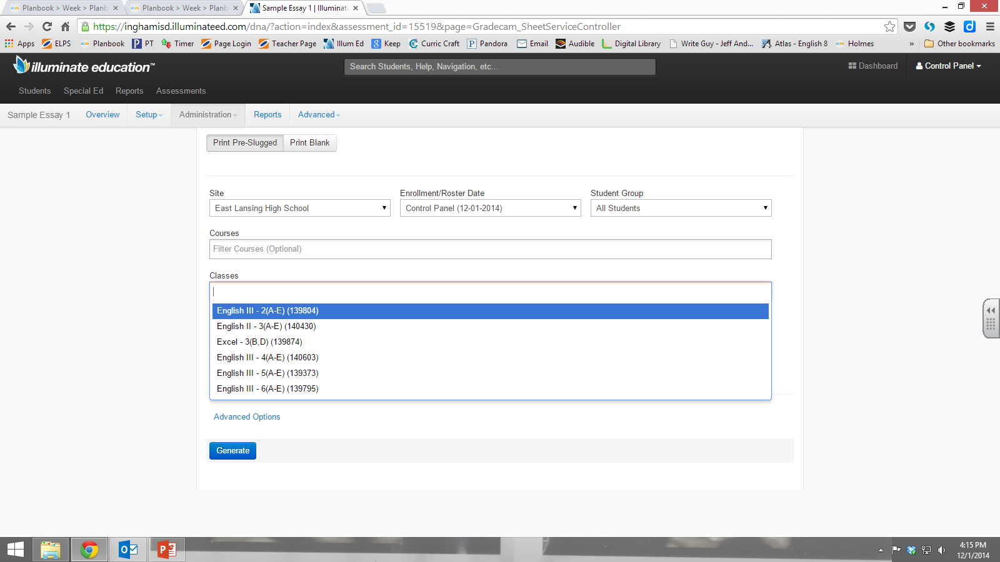 Planbook > Week > Planb
Planbook > Week > Planb
Sample Essay 1 | Illuminat
https://inghamisd.illuminateed.com/dna/?action=index&assessment_id=15519&page=Gradecam_SheetServiceController
Apps ELPS Planbook PT Timer Page Login Teacher Page Illum Ed Keep Curric Craft Pandora Email Audible Digital Library Write Guy - Jeff And... Atlas - English 8 Holmes » Other bookmarks
illuminate education™
Search Students, Help, Navigation, etc...
Dashboard
Control Panel
Students Special Ed Reports Assessments
Sample Essay 1 Overview Setup Administration Reports Advanced
Print Pre-Slugged Print Blank
Site Enrollment/Roster Date Student Group
East Lansing High School Control Panel (12-01-2014) All Students
Courses
Filter Courses (Optional)
Classes
English III - 2(A-E) (139804)
English II - 3(A-E) (140430)
Excel - 3(B,D) (139874)
English III - 4(A-E) (140603)
English III - 5(A-E) (139373)
English III - 6(A-E) (139795)
Advanced Options
Generate
4:15 PM
12/1/2014